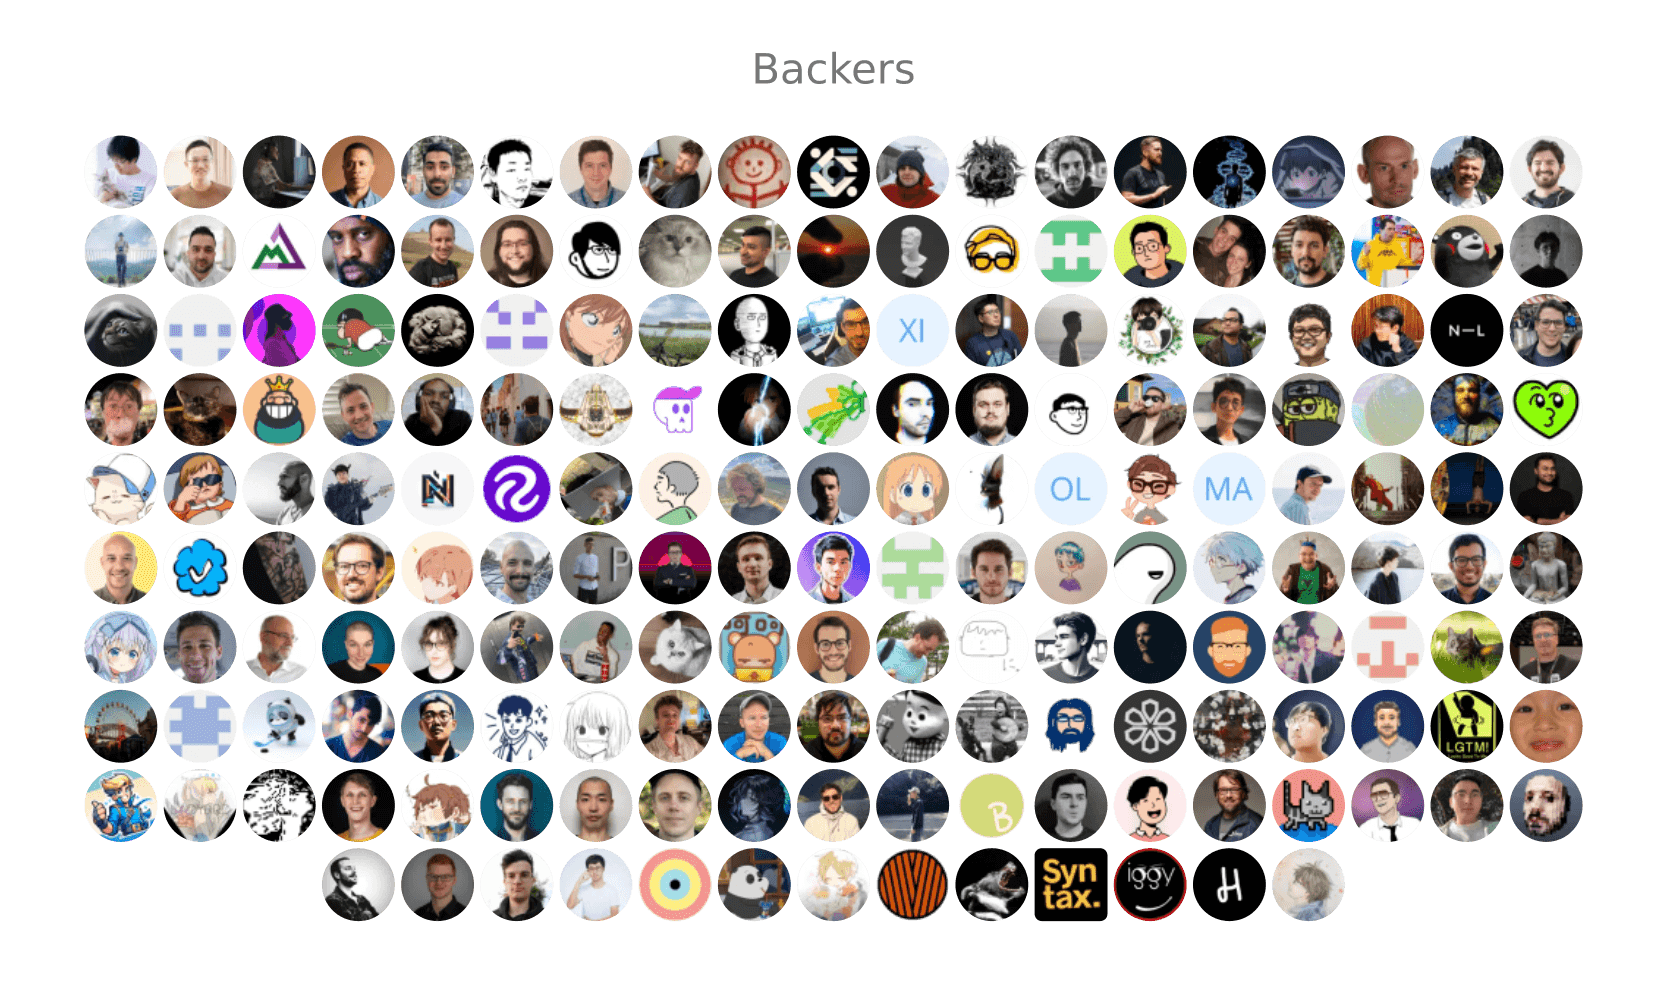 Backers
XI
N—L
OL
MA
P
LGTM!
B
Syn
tax.
iggy
H